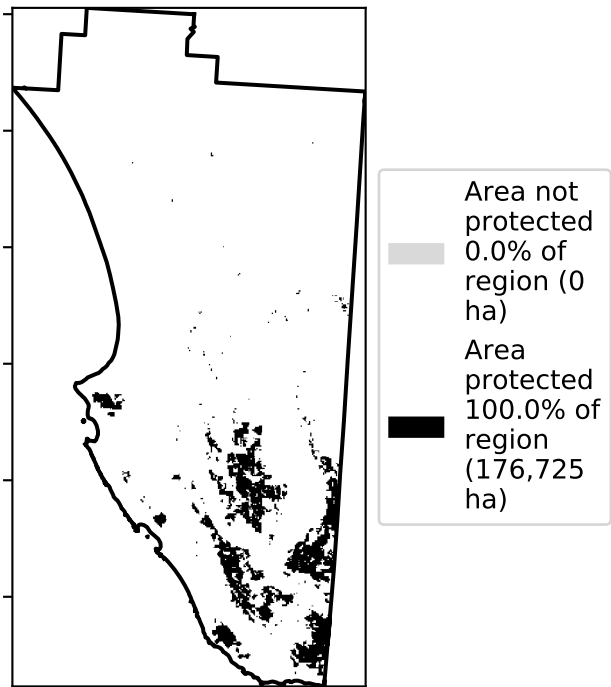 Area not
protected
0.0% of
region (0
ha)
Area
protected
100.0% of
region
(176,725
ha)